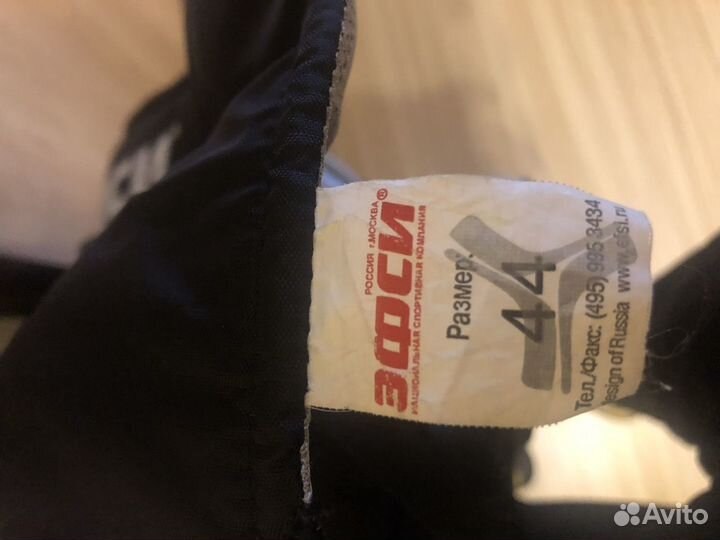 РОССИЯ г.МОСКВА
ЭФСИ®
НАЦИОНАЛЬНАЯ СПОРТИВНАЯ КОМПАНИЯ
Размер:
44
Тел./Факс: (495) 995 3434
Design of Russia www.efsi.ru
Avito